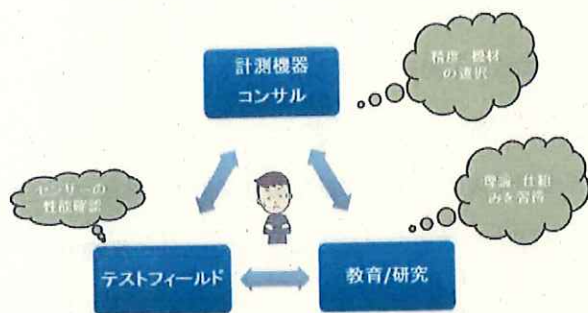 計測機器
コンサル
精度 機材
の選択
センサーの
性能確認
理論 仕組
みを習得
テストフィールド
教育/研究